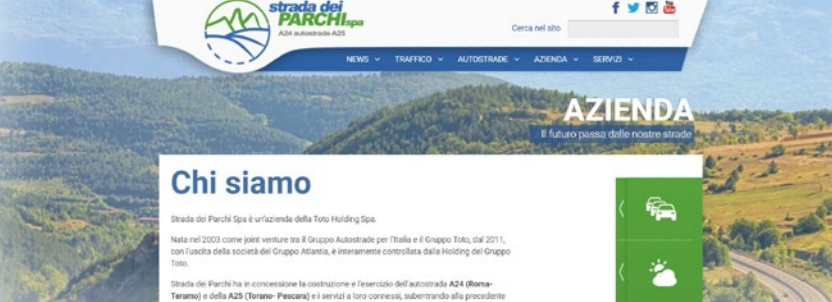 strada dei
PARCHI spa
A24 autostrade A25
Cerca nel sito
NEWS TRAFFICO AUTOSTRADE AZIENDA SERVIZI
AZIENDA
Il futuro passa dalle nostre strade
Chi siamo
Strada dei Parchi Spa è un'azienda della Toto Holding Spa.
Nata nel 2003 come joint venture tra il Gruppo Autostrade per l'Italia e il Gruppo Toto, dal 2011,
con l'uscita della società del Gruppo Atlantia, è interamente controllata dalla Holding del Gruppo
Toto.
Strada dei Parchi ha in concessione la costruzione e l'esercizio dell'autostrada A24 (Roma-
Teramo) e della A25 (Torano- Pescara) e i servizi a loro connessi, subentrando alla precedente